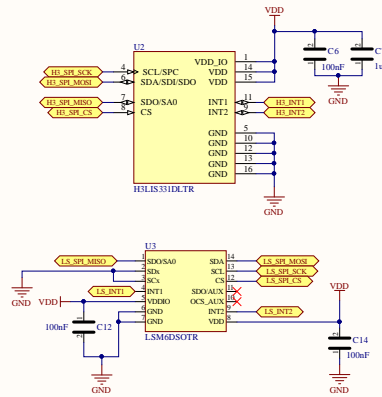 VDD
U2
C6
100nF
GND
H3_SPI_SCK 4 SCL/SPC VDD_IO 1
H3_SPI_MOSI 6 SDA/SDI/SDO VDD 14
VDD 15
H3_SPI_MISO 7 SDO/SA0 INT1 11 H3_INT1
H3_SPI_CS 8 CS INT2 9 H3_INT2
GND 5
GND 10
GND 12
GND 13
GND 16
H3LIS331DLTR
GND
U3
LS_SPI_MISO 1 SDO/SA0 SDA 14 LS_SPI_MOSI
2 SDx SCL 13 LS_SPI_SCK
3 SCx CS 12 LS_SPI_CS
LS_INT1 4 INT1 SDO/AUX 11
VDD 5 VDDIO OCS_AUX 10
6 GND INT2 9 LS_INT2
7 GND VDD 8
LSM6DSOTR
GND
100nF C12
GND
VDD
C14
100nF
GND